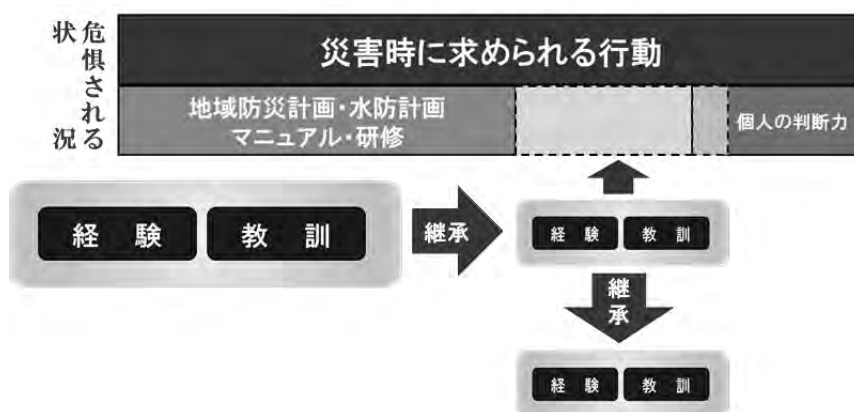 危惧される
状況
災害時に求められる行動
地域防災計画・水防計画
マニュアル・研修
個人の判断力
経験
教訓
継承
経験
教訓
継承
経験
教訓